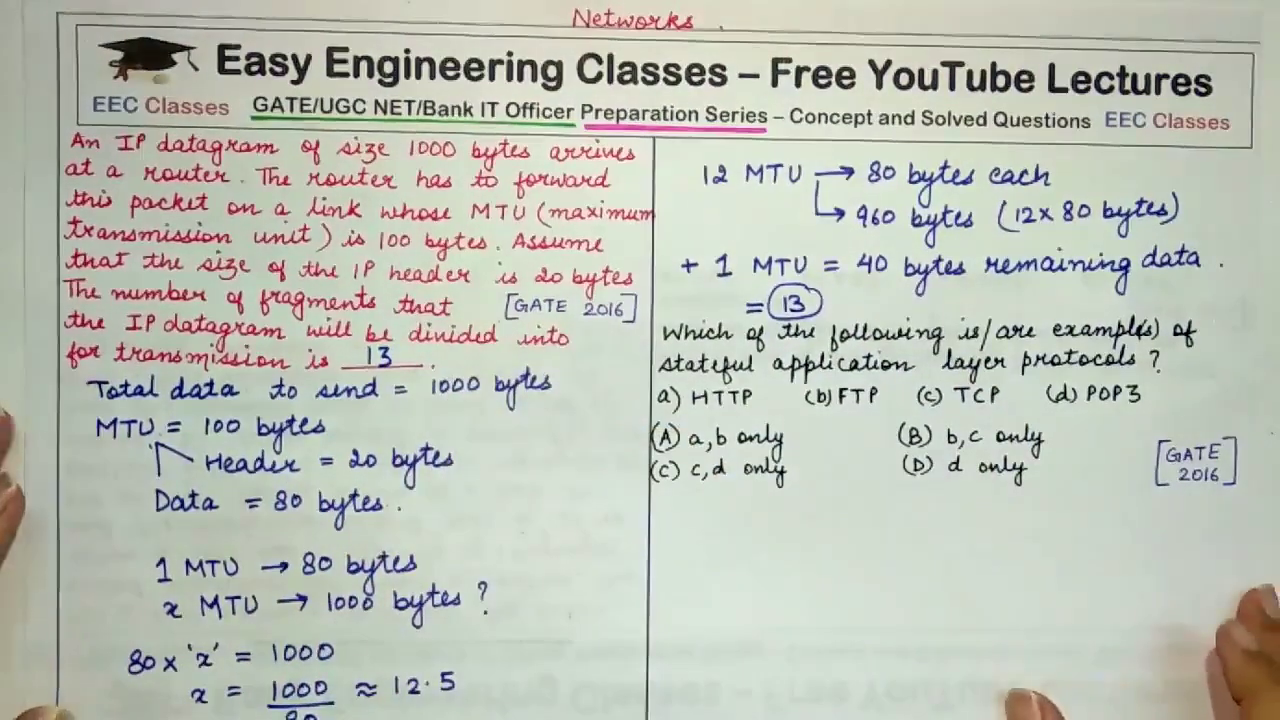 Networks.
Easy Engineering Classes – Free YouTube Lectures
EEC Classes GATE/UGC NET/Bank IT Officer Preparation Series – Concept and Solved Questions EEC Classes
An IP datagram of size 1000 bytes arrives
at a router. The router has to forward
this packet on a link whose MTU (maximum
transmission unit) is 100 bytes. Assume
that the size of the IP header is 20 bytes
The number of fragments that [GATE 2016]
the IP datagram will be divided into
for transmission is 13.
Total data to send = 1000 bytes
MTU = 100 bytes
Header = 20 bytes
Data = 80 bytes.
1 MTU → 80 bytes
x MTU → 1000 bytes ?
80 x 'x' = 1000
x = 1000 ≈ 12.5
80
12 MTU → 80 bytes each
→ 960 bytes (12 x 80 bytes)
+ 1 MTU = 40 bytes remaining data.
= 13
Which of the following is/are example(s) of
stateful application layer protocols ?
a) HTTP (b) FTP (c) TCP (d) POP3
(A) a, b only (B) b, c only
(C) c, d only (D) d only
[GATE
2016]